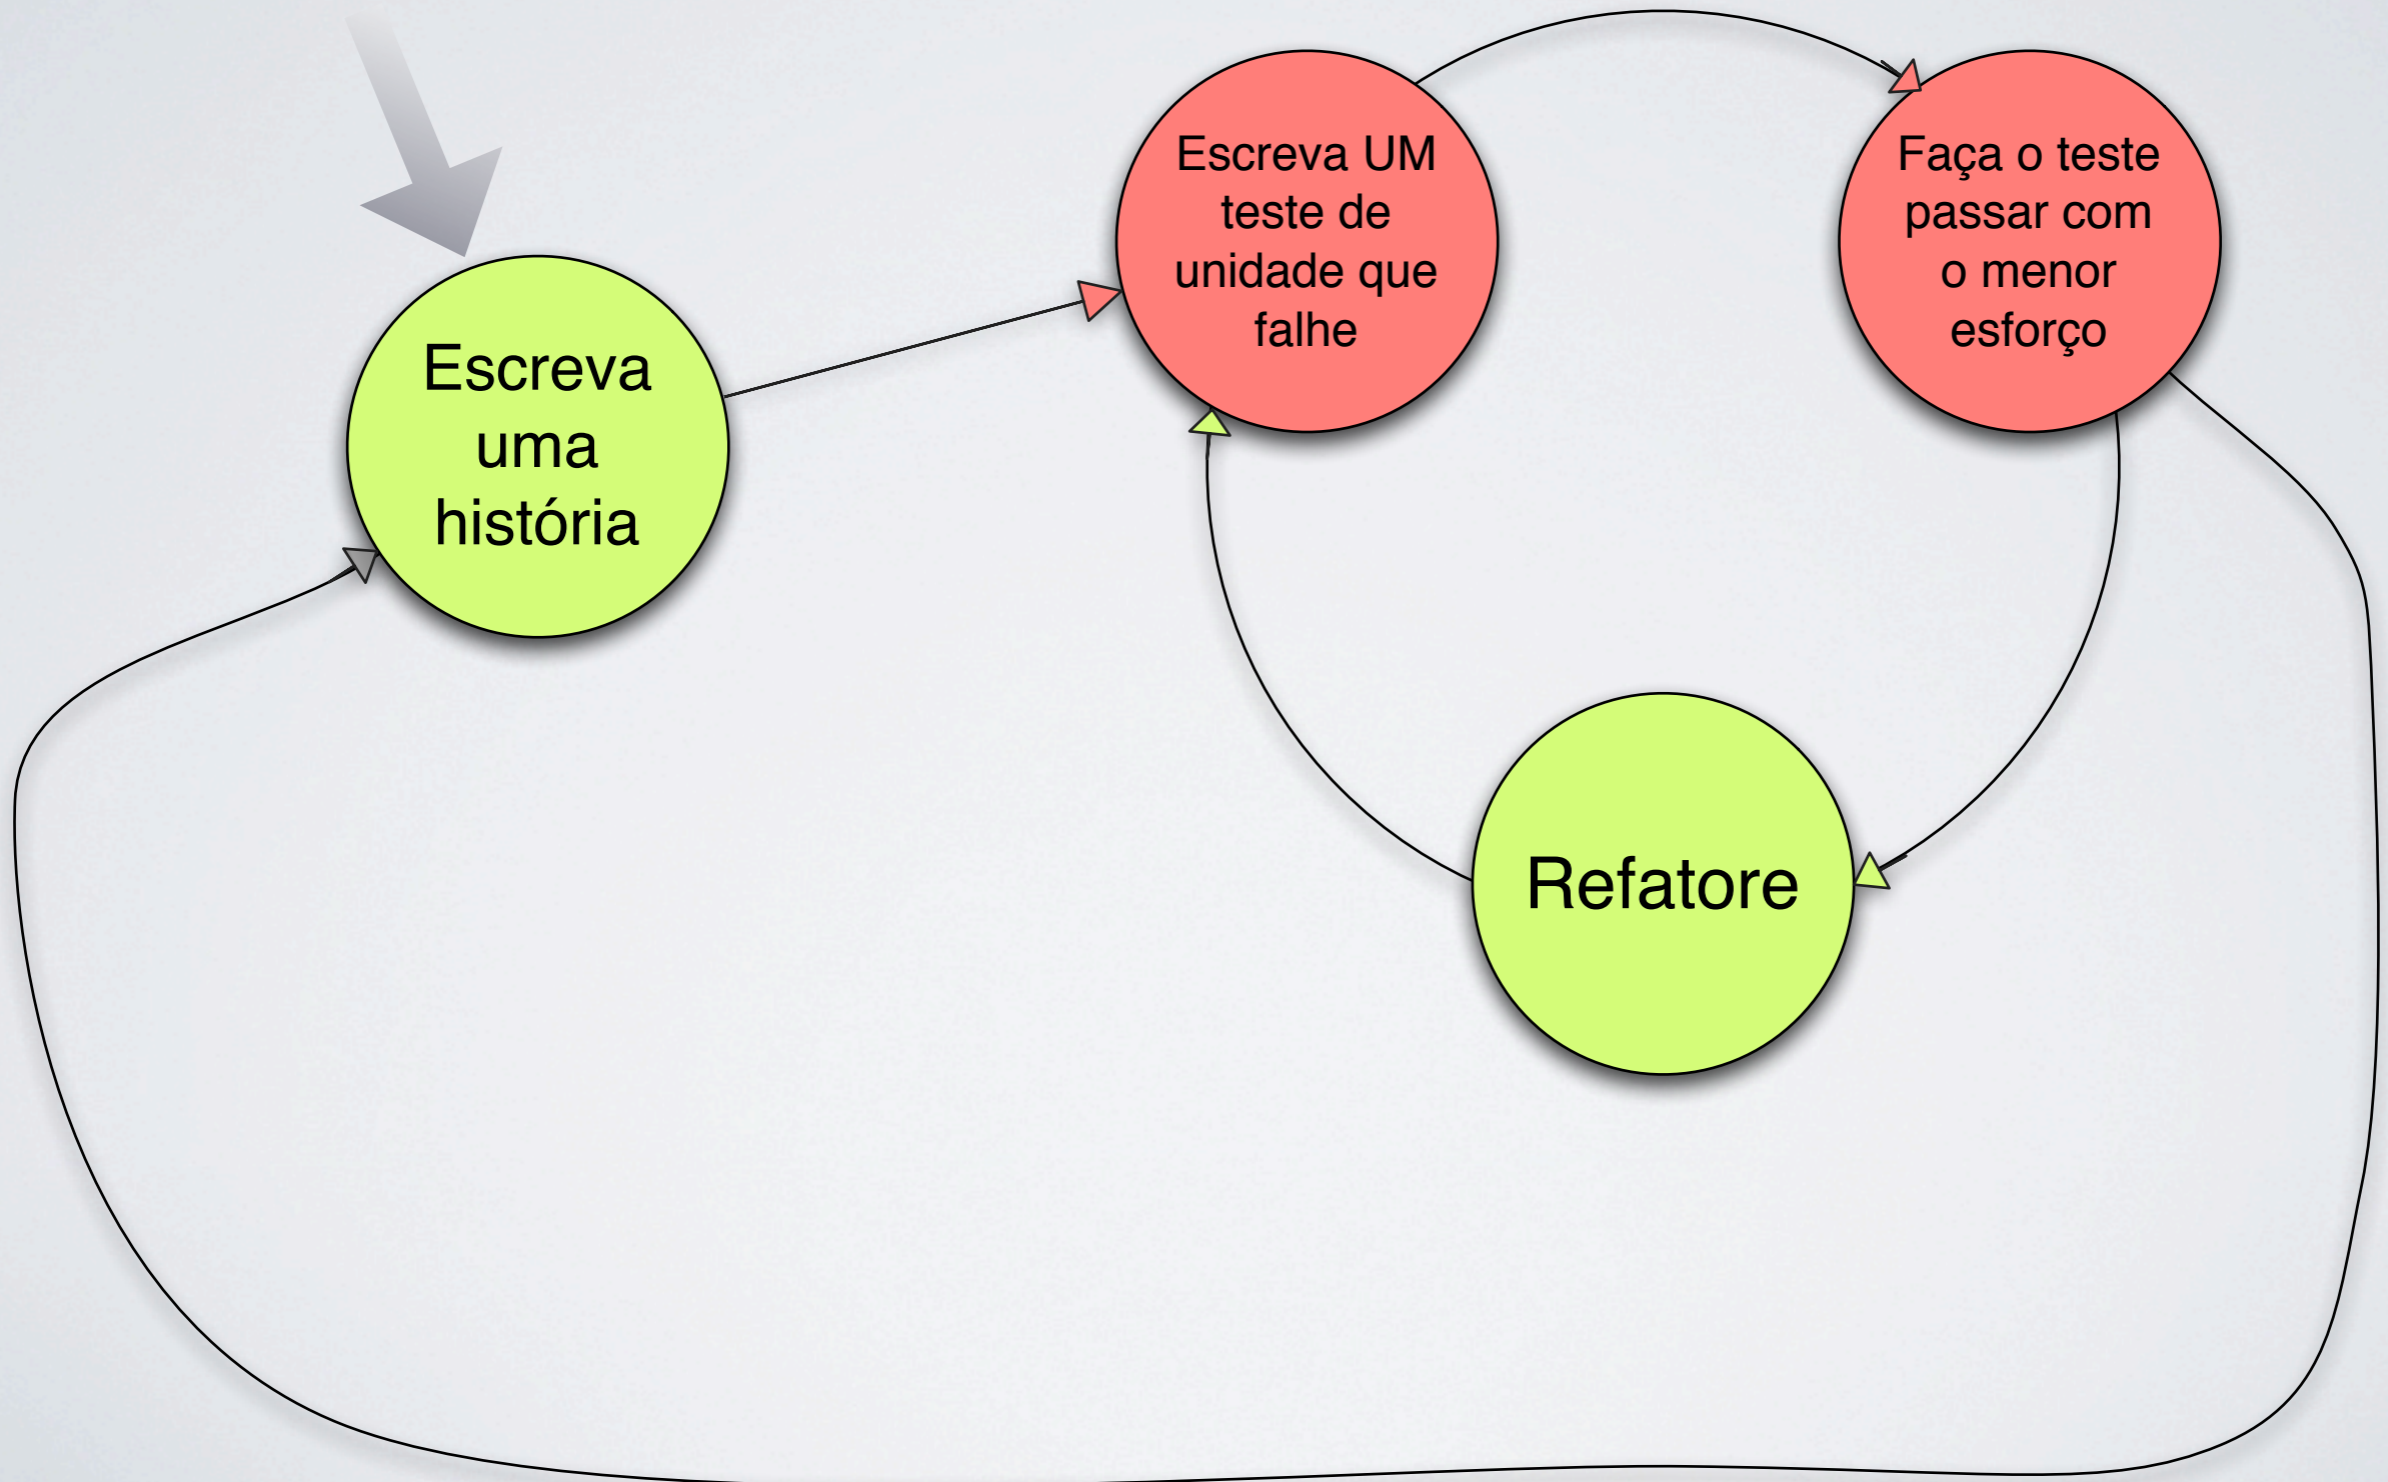 Escreva
uma
história
Escreva UM
teste de
unidade que
falhe
Faça o teste
passar com
o menor
esforço
Refatore